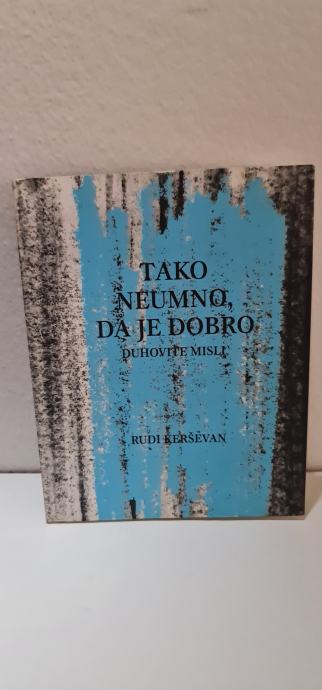 TAKO
NEUMNO,
DA JE DOBRO
DUHOVITE MISLI
RUDI KERŠEVAN